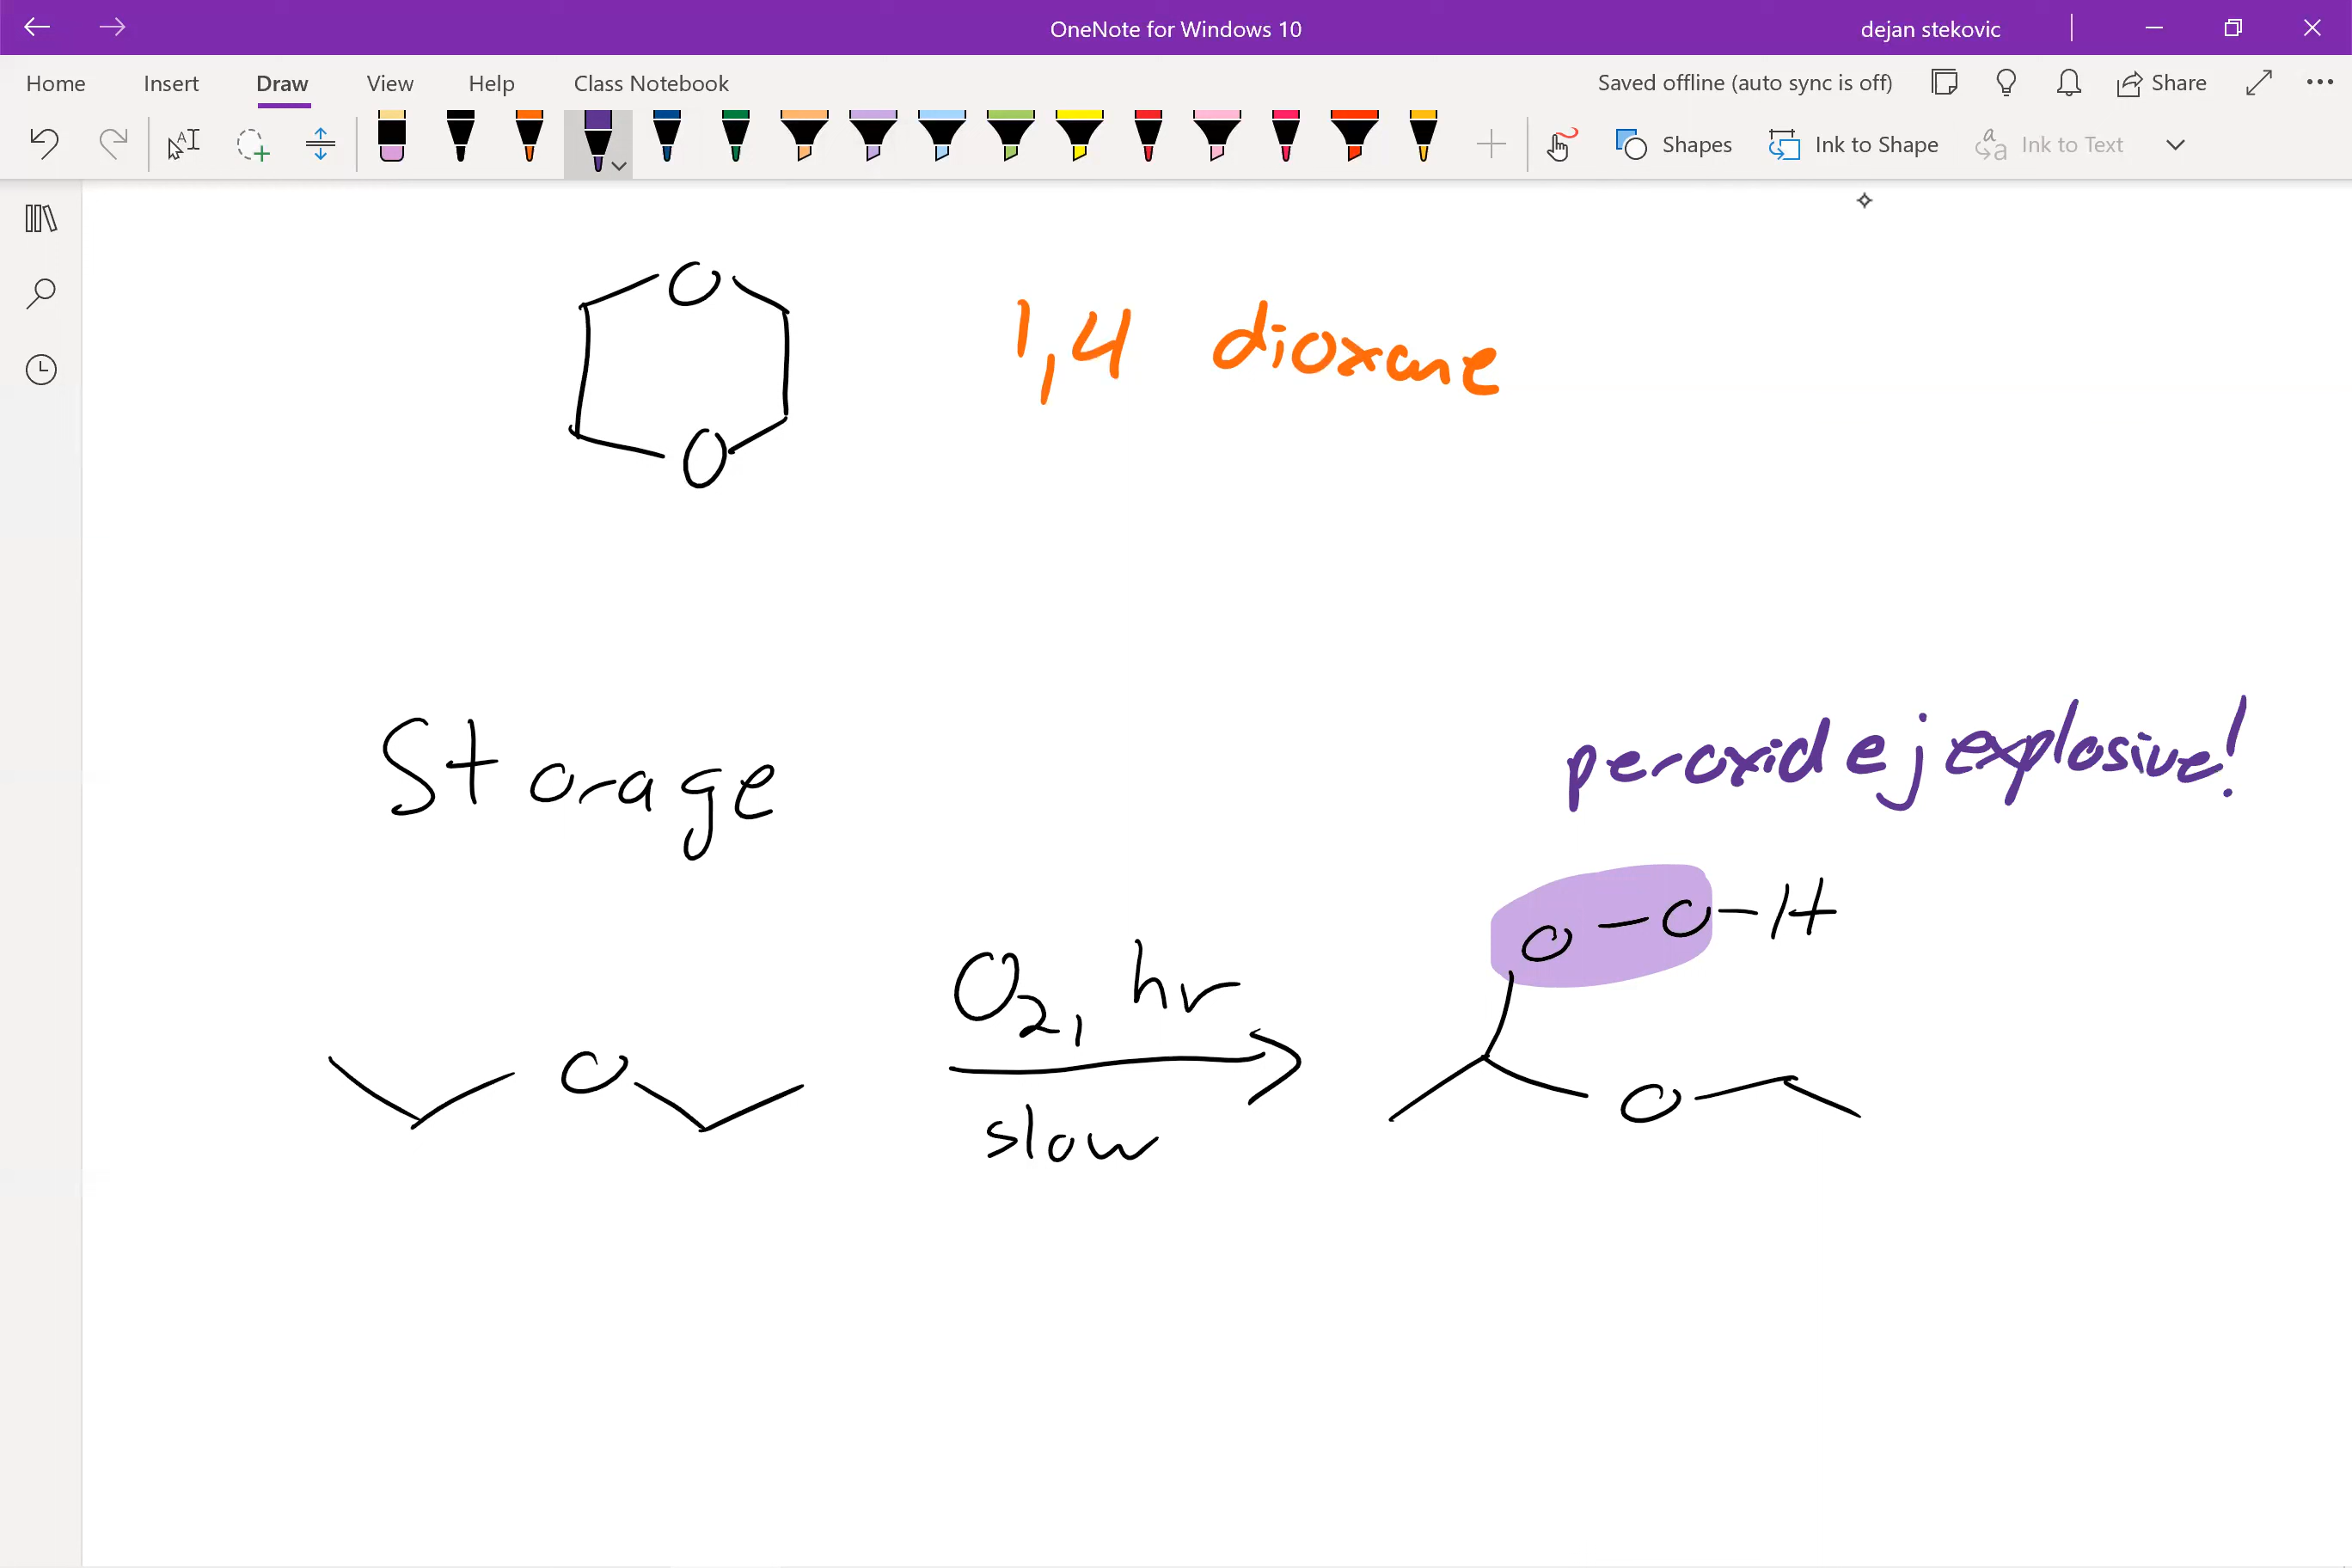 OneNote for Windows 10
dejan stekovic
Home Insert Draw View Help Class Notebook
Saved offline (auto sync is off) Share
Shapes Ink to Shape Ink to Text
O
1,4 dioxane
O
Storage
peroxide; explosive!
O-O-H
O2, hν
O
slow
O